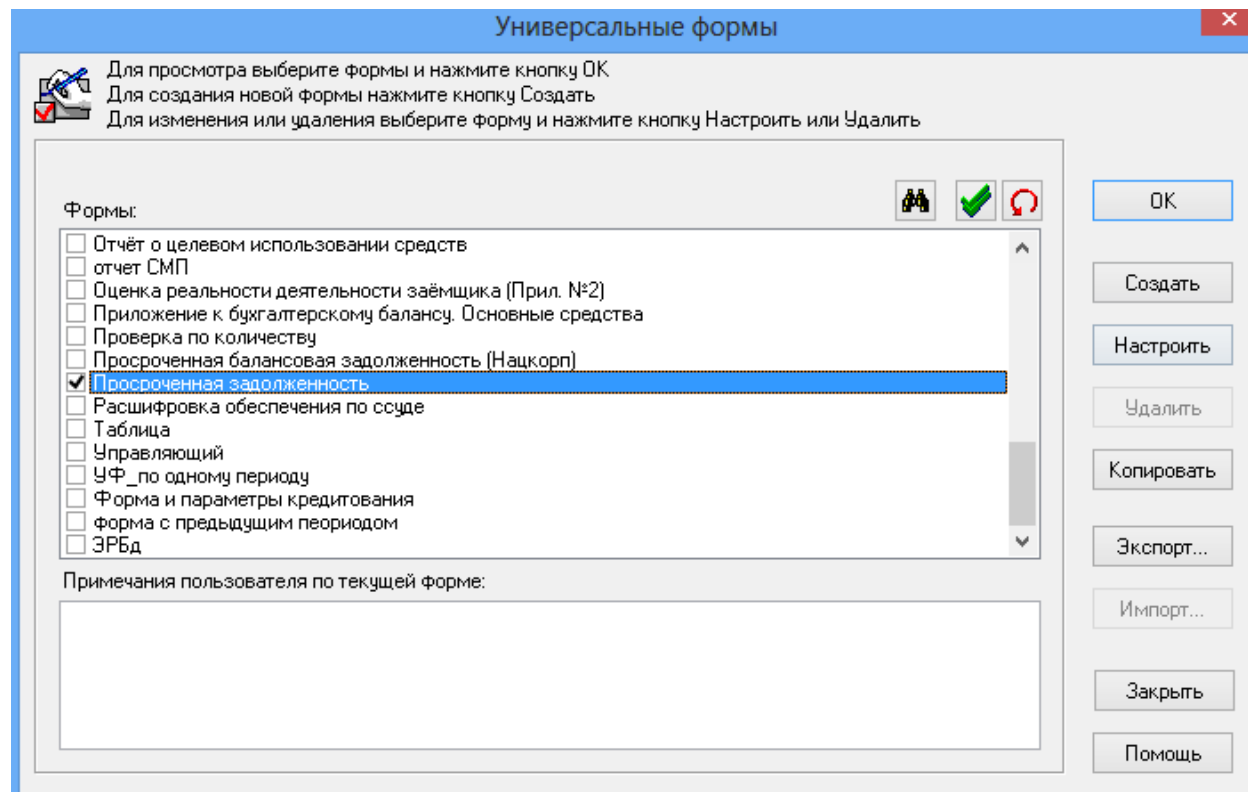 Универсальные формы
Для просмотра выберите формы и нажмите кнопку OK
Для создания новой формы нажмите кнопку Создать
Для изменения или удаления выберите форму и нажмите кнопку Настроить или Удалить
Формы:
Отчёт о целевом использовании средств
отчет СМП
Оценка реальности деятельности заёмщика (Прил. №2)
Приложение к бухгалтерскому балансу. Основные средства
Проверка по количеству
Просроченная балансовая задолженность (Нацкорп)
Просроченная задолженность
Расшифровка обеспечения по ссуде
Таблица
Управляющий
УФ_по одному периоду
Форма и параметры кредитования
форма с предыдущим пеориодом
ЭРБд
Примечания пользователя по текущей форме:
OK
Создать
Настроить
Удалить
Копировать
Экспорт...
Импорт...
Закрыть
Помощь